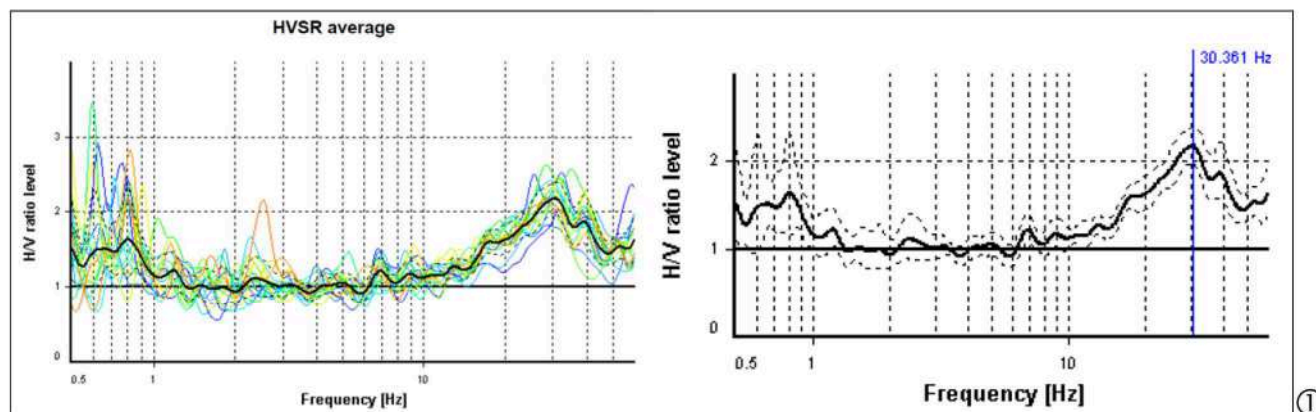 HVSR average
H/V ratio level
3
2
1
0
0.5
1
10
Frequency [Hz]
30.361 Hz
H/V ratio level
2
1
0
0.5
1
10
Frequency [Hz]
①